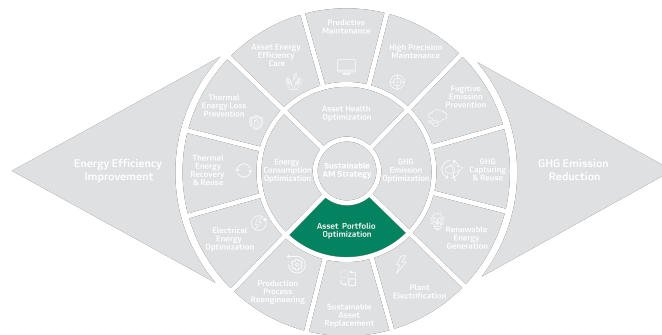 Predictive
Maintenance
Asset Energy
Efficiency
Care
High Precision
Maintenance
Thermal
Energy Loss
Prevention
Fugitive
Emission
Prevention
Asset Health
Optimization
Energy Efficiency
Improvement
Thermal
Energy
Recovery
& Reuse
Energy
Consumption
Optimization
Sustainable
AM Strategy
GHG
Emission
Optimization
GHG
Capturing
& Reuse
GHG Emission
Reduction
Electrical
Energy
Optimization
Asset Portfolio
Optimization
Renewable
Energy
Generation
Production
Process
Reengineering
Sustainable
Asset
Replacement
Plant
Electrification